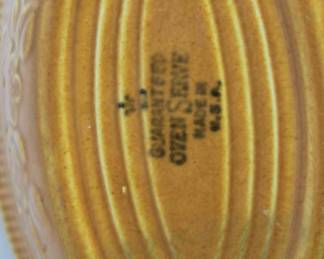 GUARANTEED
OVEN SERVE
MADE IN
U.S.A.